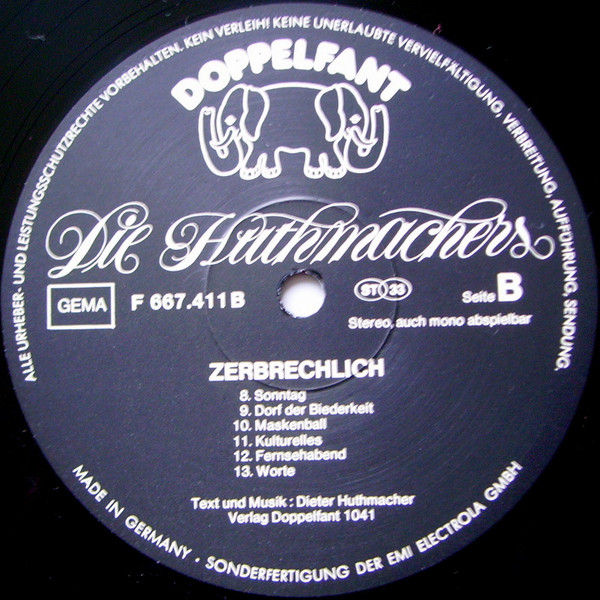 ALLE URHEBER- UND LEISTUNGSSCHUTZRECHTE VORBEHALTEN. KEIN VERLEIH! KEINE UNERLAUBTE VERVIELFÄLTIGUNG, VERBREITUNG, AUFFÜHRUNG, SENDUNG.
DOPPELFANT
Die Huthmachers
GEMA
F 667.411 B
ST 33
Seite B
Stereo, auch mono abspielbar
ZERBRECHLICH
8. Sonntag
9. Dorf der Biederkeit
10. Maskenball
11. Kulturelles
12. Fernsehabend
13. Worte
Text und Musik: Dieter Huthmacher
Verlag Doppelfant 1041
MADE IN GERMANY · SONDERFERTIGUNG DER EMI ELECTROLA GMBH